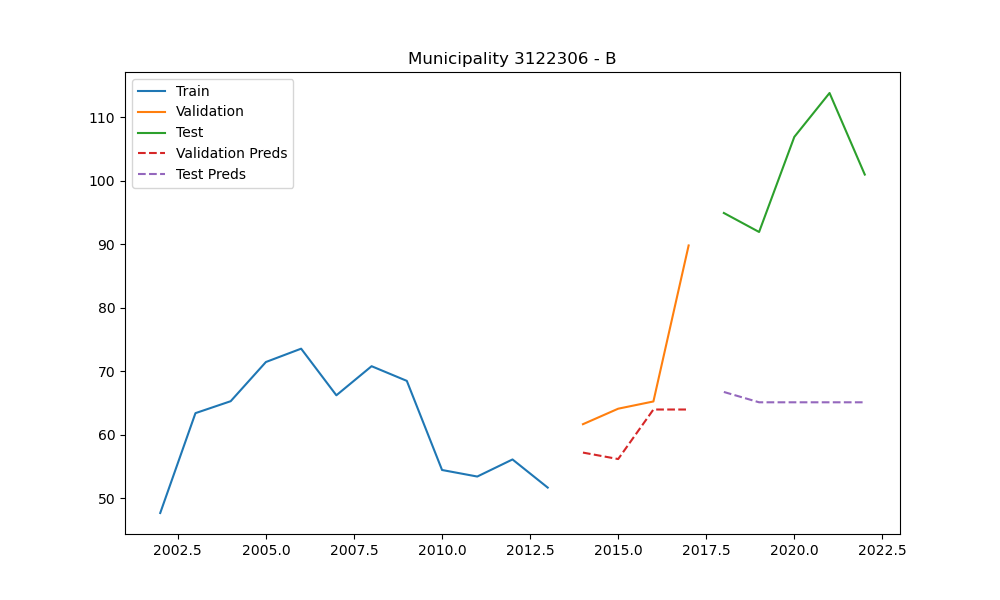 Municipality 3122306 - B
Train
Validation
Test
Validation Preds
Test Preds
110
100
90
80
70
60
50
2002.5 2005.0 2007.5 2010.0 2012.5 2015.0 2017.5 2020.0 2022.5